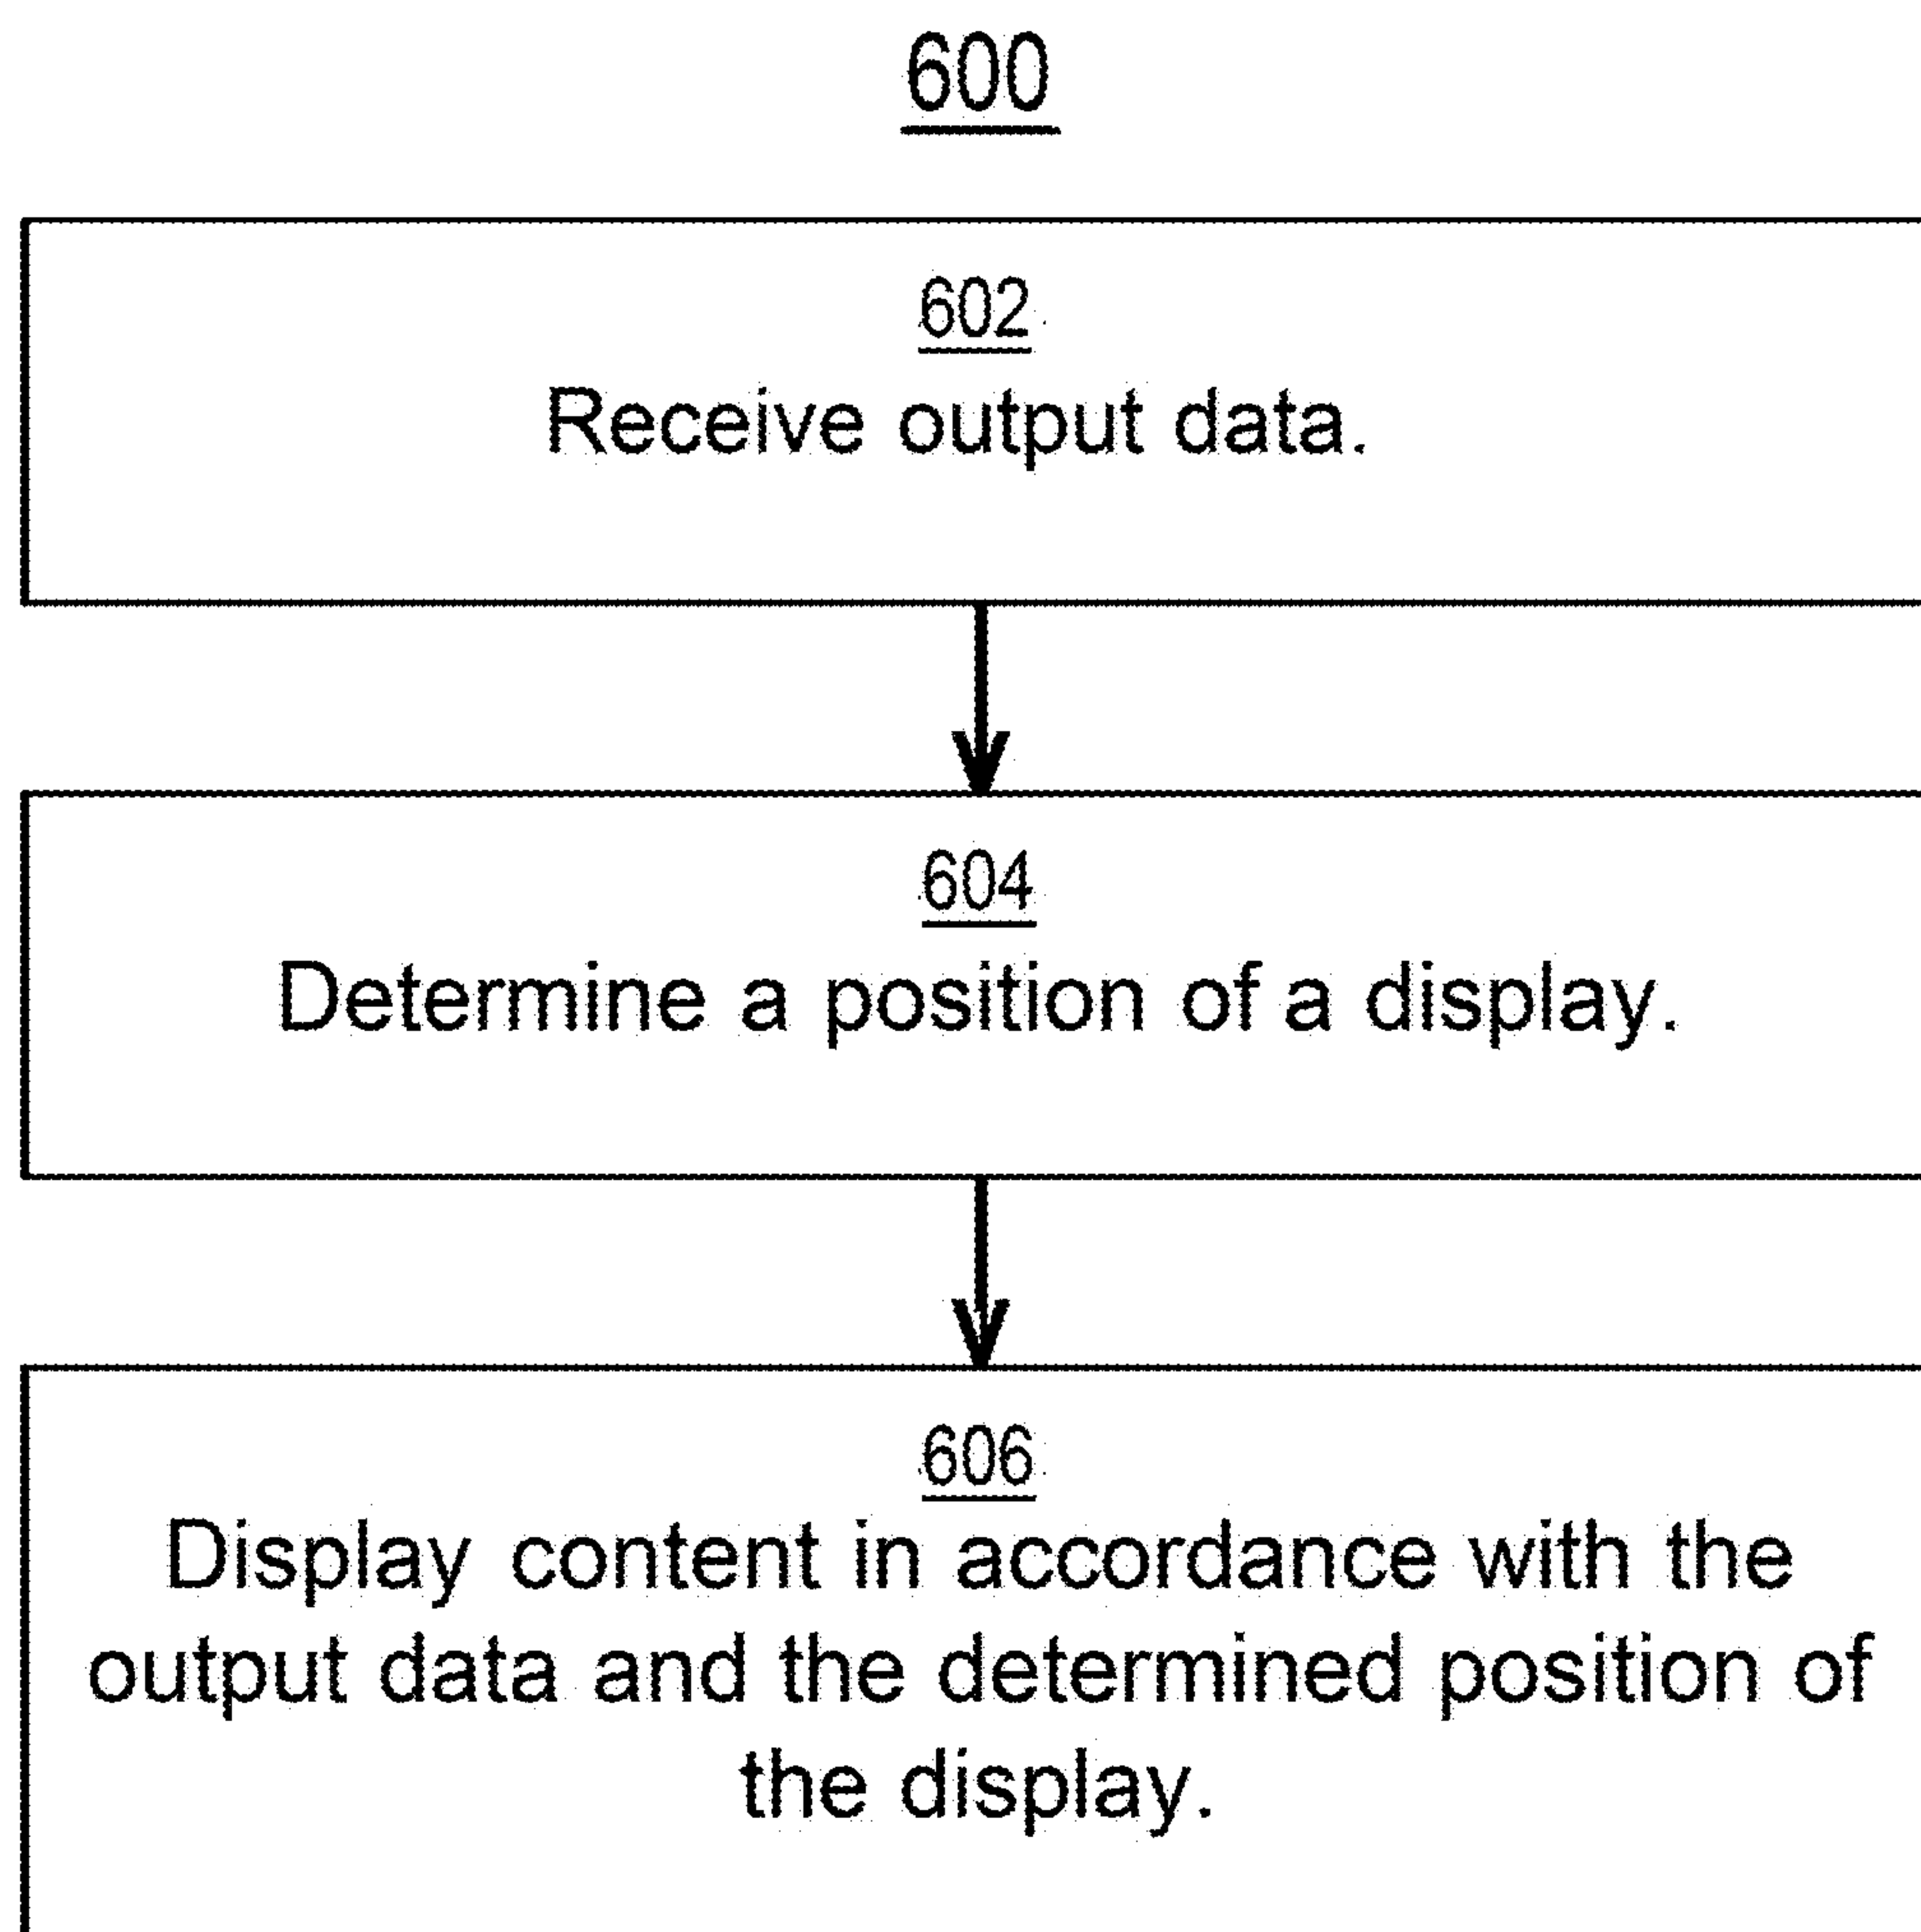 600
602
Receive output data.
604
Determine a position of a display.
606
Display content in accordance with the
output data and the determined position of
the display.